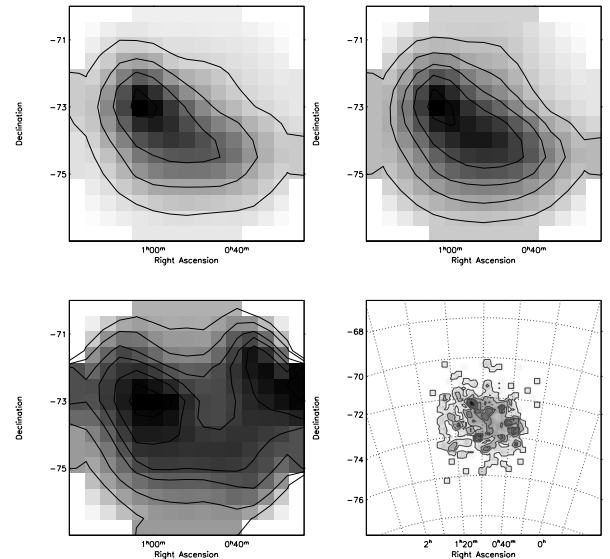 −71
−73
−75
Declination
1ʰ00ᵐ 0ʰ40ᵐ
Right Ascension
−71
−73
−75
Declination
1ʰ00ᵐ 0ʰ40ᵐ
Right Ascension
−71
−73
−75
Declination
1ʰ00ᵐ 0ʰ40ᵐ
Right Ascension
−68
−70
−72
−74
−76
Declination
2ʰ 1ʰ20ᵐ 0ʰ40ᵐ 0ʰ
Right Ascension